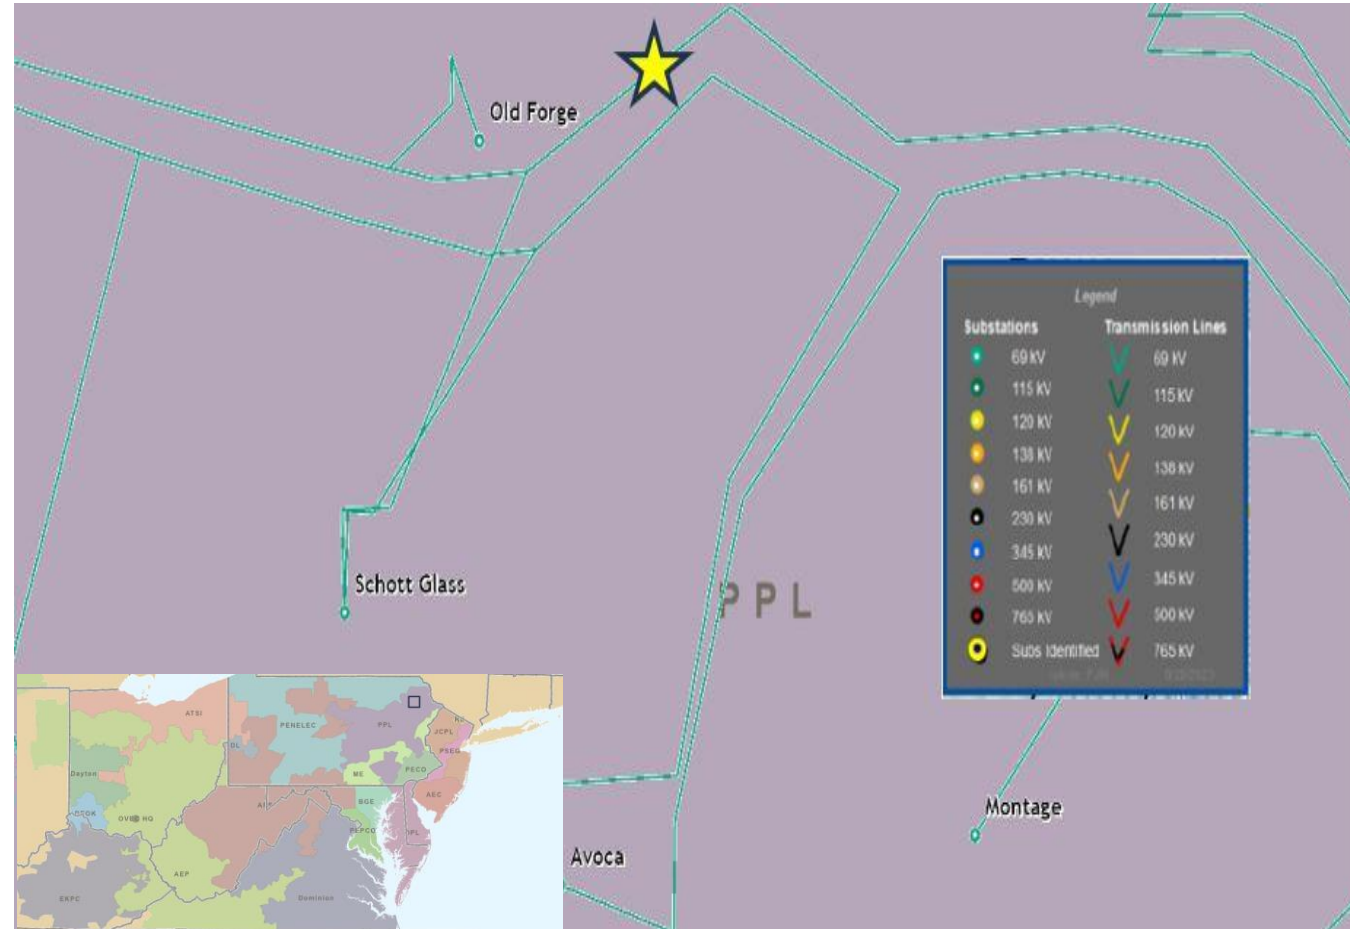 Old Forge
Legend
Substations
Transmission Lines
69 kV
69 kV
115 kV
115 kV
120 kV
120 kV
138 kV
138 kV
161 kV
161 kV
230 kV
230 kV
345 kV
345 kV
500 kV
500 kV
765 kV
765 kV
Subs Identified
Schott Glass
PPL
Montage
Avoca
ATSI
PENELEC
PPL
JCPL
PSEG
DL
Dayton
ME
PECO
AEC
BGE
OVEC HQ
PEPCO
DPL
AEP
EKPC
Dominion